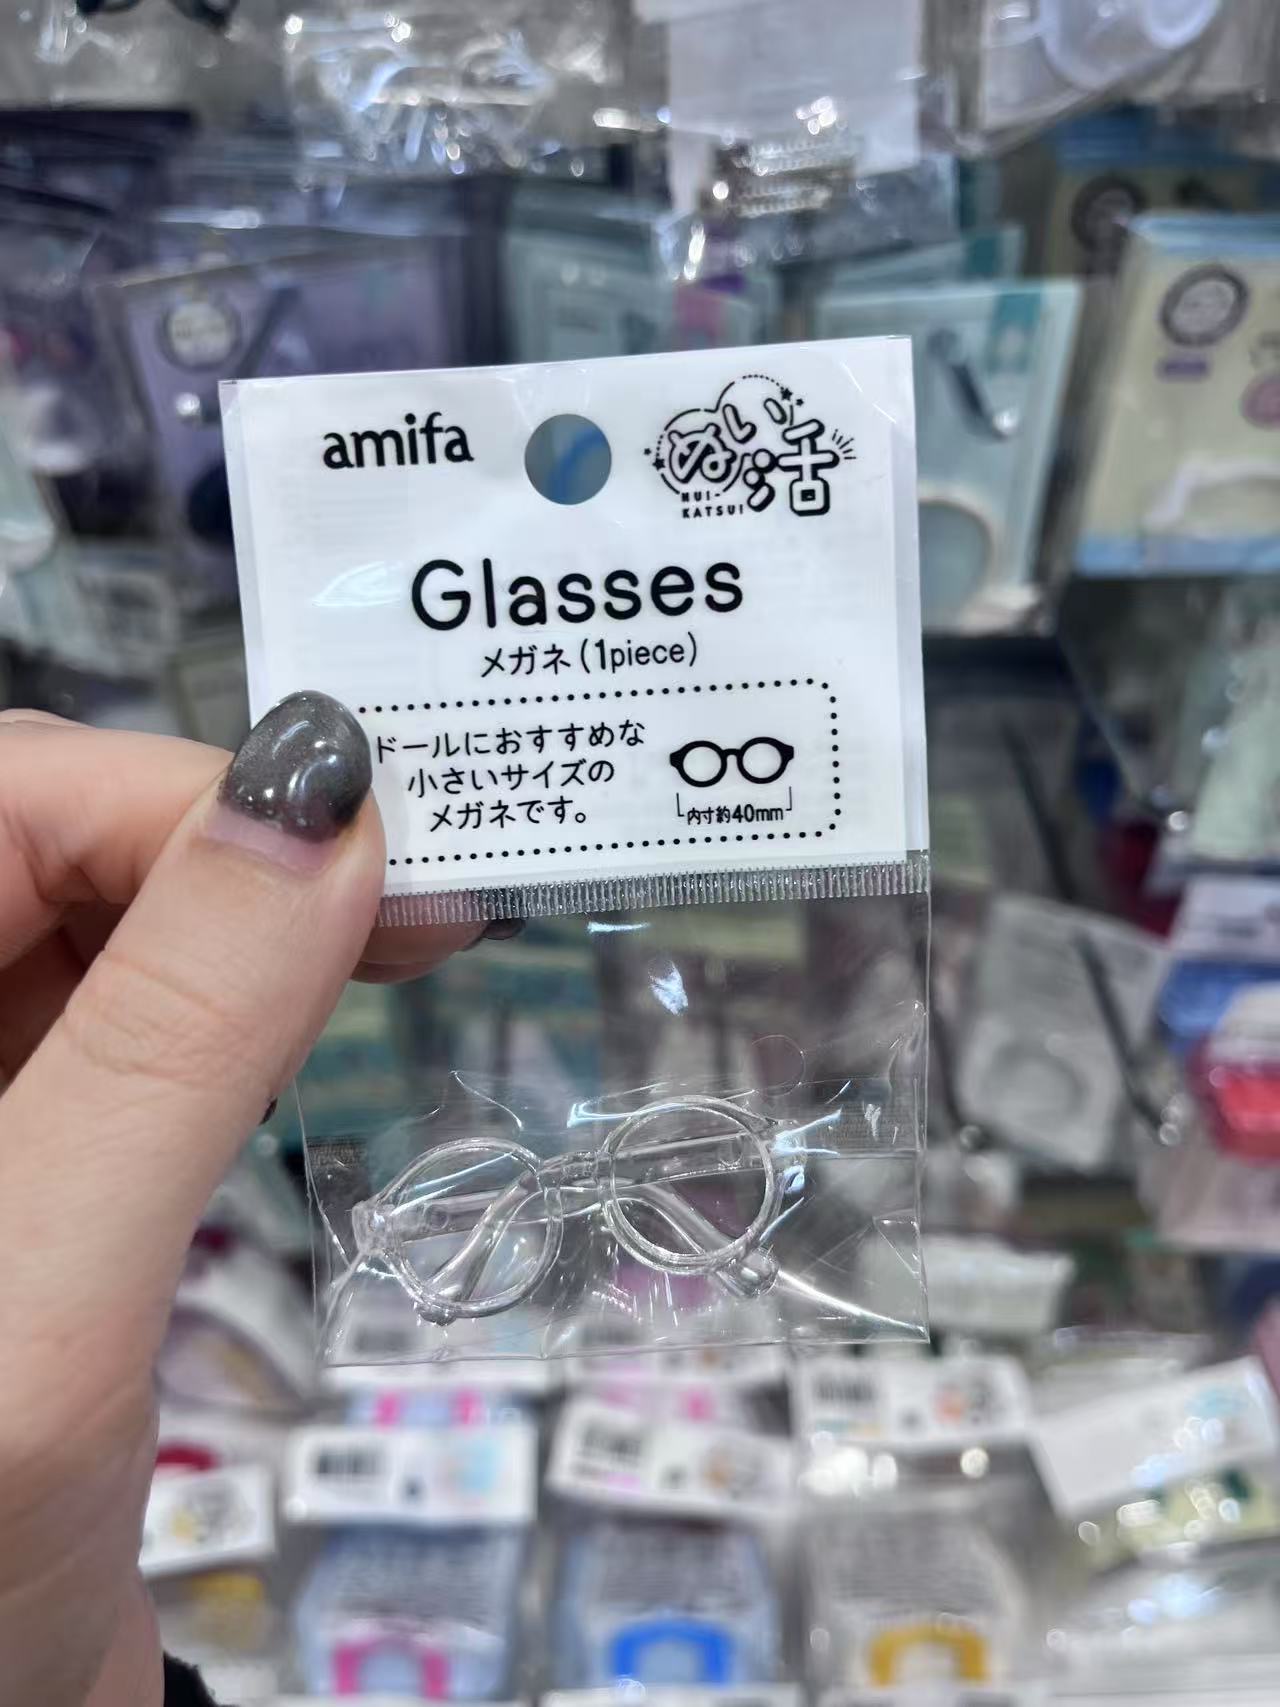 amifa
ぬい活
NUI-
KATSUI
Glasses
メガネ(1piece)
ドールにおすすめな
小さいサイズの
メガネです。
内寸約40mm